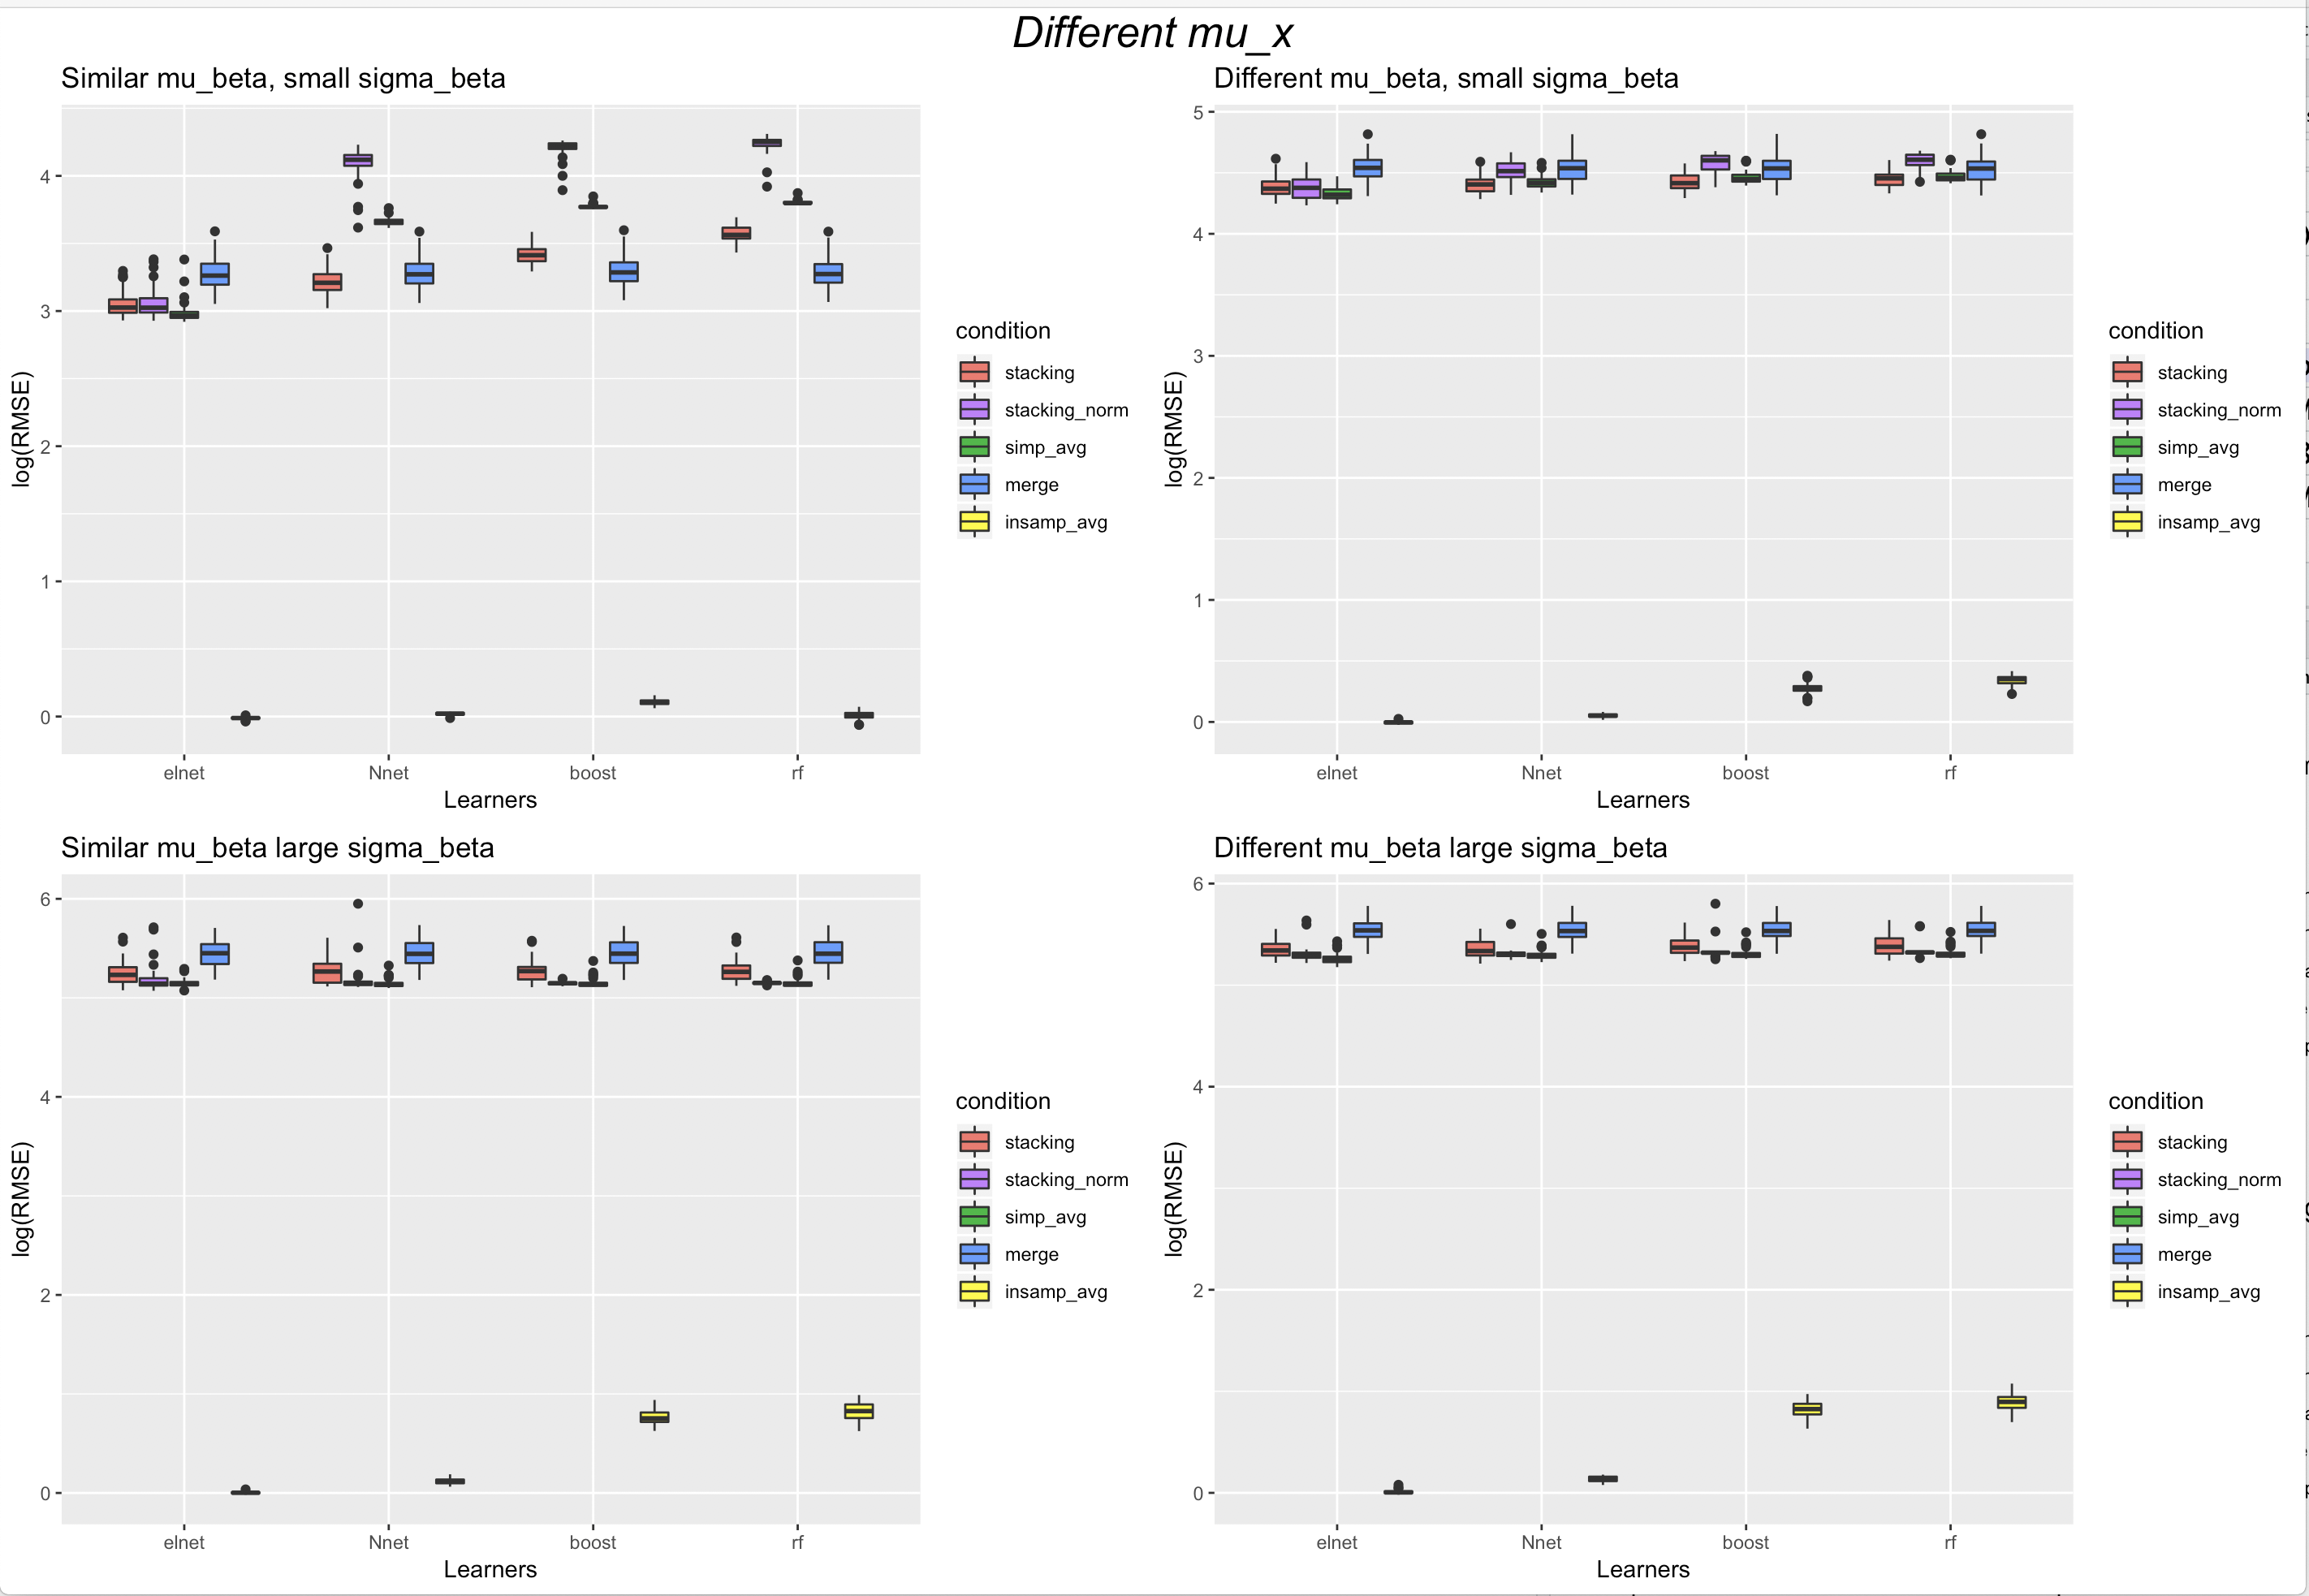 Different mu_x
Similar mu_beta, small sigma_beta
log(RMSE)
4
3
2
1
0
elnet Nnet boost rf
Learners
condition
stacking
stacking_norm
simp_avg
merge
insamp_avg
Different mu_beta, small sigma_beta
log(RMSE)
5
4
3
2
1
0
elnet Nnet boost rf
Learners
condition
stacking
stacking_norm
simp_avg
merge
insamp_avg
Similar mu_beta large sigma_beta
log(RMSE)
6
4
2
0
elnet Nnet boost rf
Learners
condition
stacking
stacking_norm
simp_avg
merge
insamp_avg
Different mu_beta large sigma_beta
log(RMSE)
6
4
2
0
elnet Nnet boost rf
Learners
condition
stacking
stacking_norm
simp_avg
merge
insamp_avg